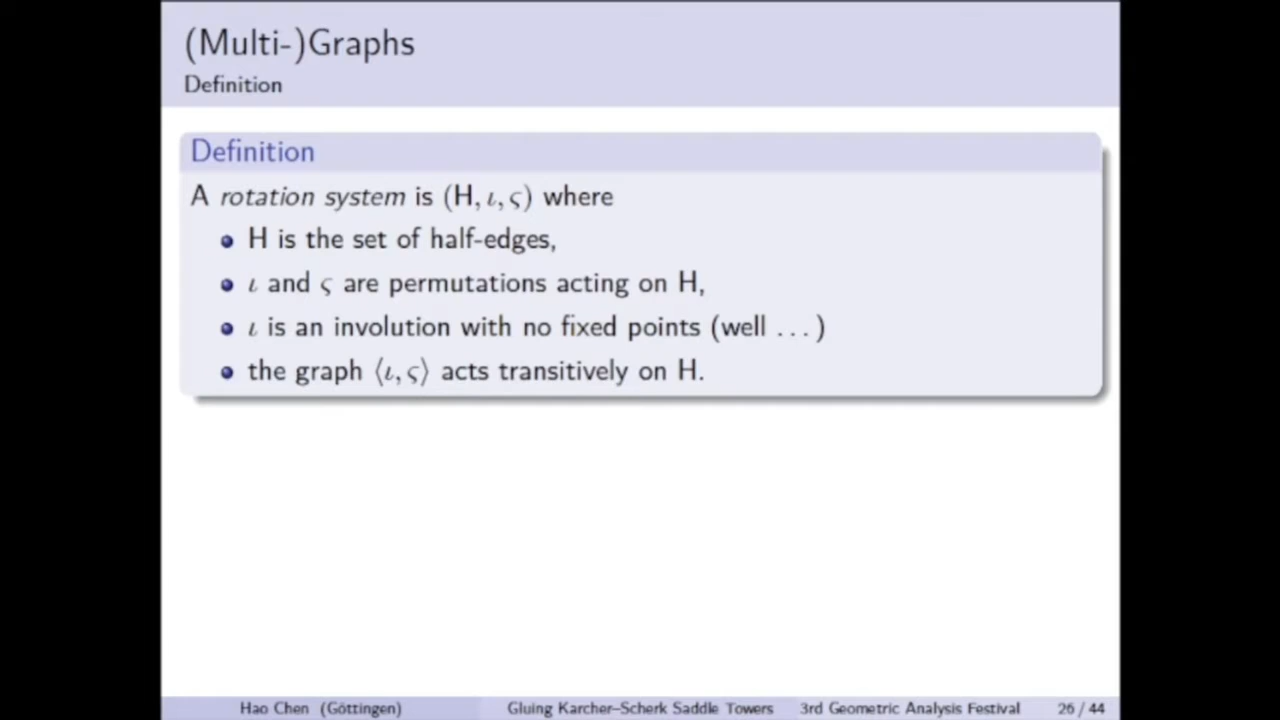 (Multi-)Graphs
Definition
Definition
A rotation system is (H, ι, ς) where
H is the set of half-edges,
ι and ς are permutations acting on H,
ι is an involution with no fixed points (well ...)
the graph ⟨ι, ς⟩ acts transitively on H.
Hao Chen (Göttingen) Gluing Karcher–Scherk Saddle Towers 3rd Geometric Analysis Festival 26 / 44